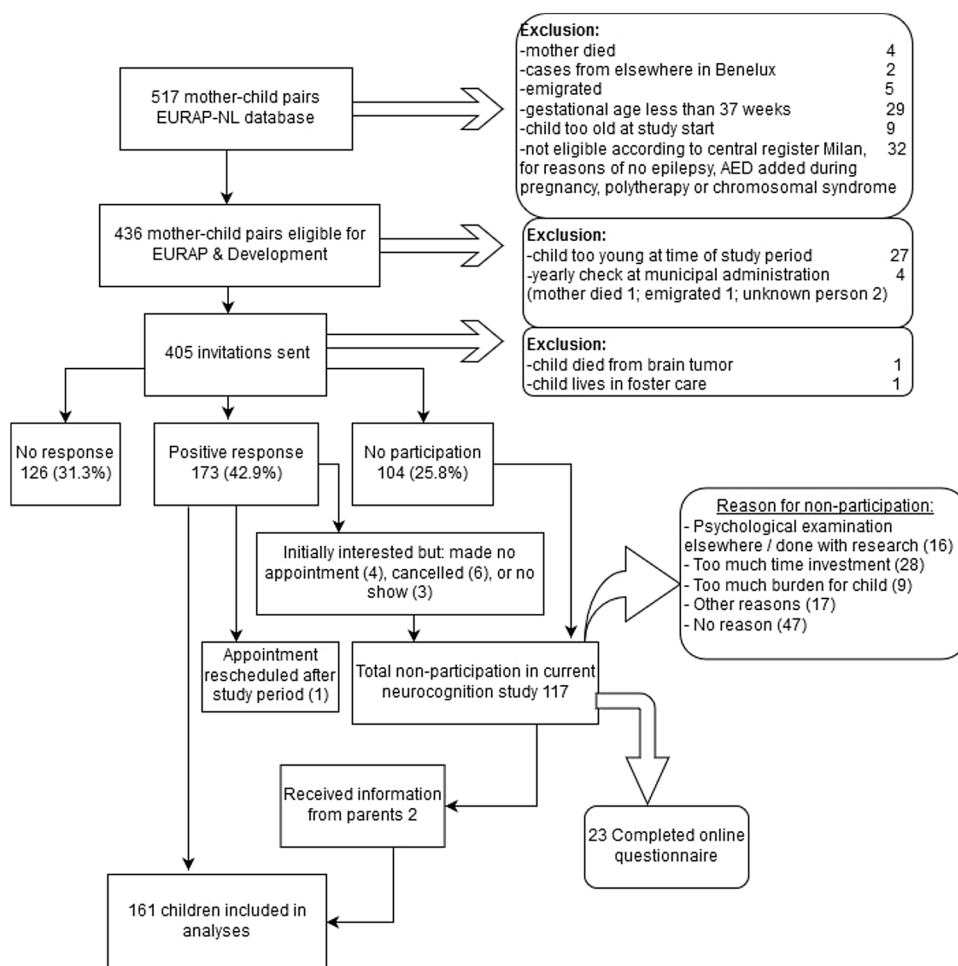 517 mother-child pairs
EURAP-NL database
Exclusion:
-mother died 4
-cases from elsewhere in Benelux 2
-emigrated 5
-gestational age less than 37 weeks 29
-child too old at study start 9
-not eligible according to central register Milan, 32
for reasons of no epilepsy, AED added during
pregnancy, polytherapy or chromosomal syndrome
436 mother-child pairs eligible for
EURAP & Development
Exclusion:
-child too young at time of study period 27
-yearly check at municipal administration 4
(mother died 1; emigrated 1; unknown person 2)
405 invitations sent
Exclusion:
-child died from brain tumor 1
-child lives in foster care 1
No response
126 (31.3%)
Positive response
173 (42.9%)
No participation
104 (25.8%)
Initially interested but: made no
appointment (4), cancelled (6), or no
show (3)
Reason for non-participation:
- Psychological examination
elsewhere / done with research (16)
- Too much time investment (28)
- Too much burden for child (9)
- Other reasons (17)
- No reason (47)
Appointment
rescheduled after
study period (1)
Total non-participation in current
neurocognition study 117
Received information
from parents 2
23 Completed online
questionnaire
161 children included in
analyses